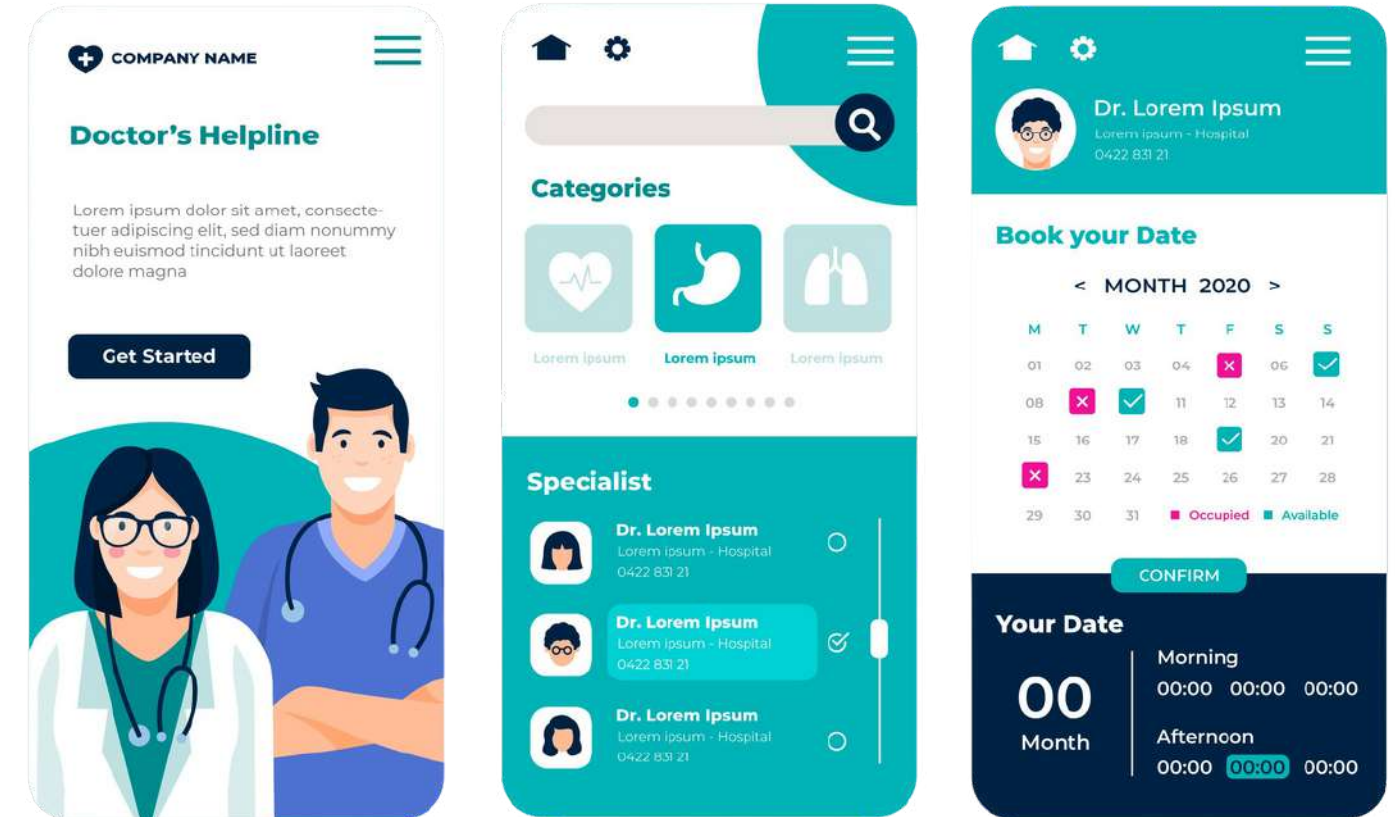 COMPANY NAME
Doctor's Helpline
Lorem ipsum dolor sit amet, consecte-
tuer adipiscing elit, sed diam nonummy
nibh euismod tincidunt ut laoreet
dolore magna
Get Started
Categories
Lorem ipsum Lorem ipsum Lorem ipsum
Specialist
Dr. Lorem Ipsum
Lorem ipsum - Hospital
0422 831 21
Dr. Lorem Ipsum
Lorem ipsum - Hospital
0422 831 21
Dr. Lorem Ipsum
Lorem ipsum - Hospital
0422 831 21
Dr. Lorem Ipsum
Lorem ipsum - Hospital
0422 831 21
Book your Date
< MONTH 2020 >
M T W T F S S
01 02 03 04 06
08 11 12 13 14
15 16 17 18 20 21
23 24 25 26 27 28
29 30 31 Occupied Available
CONFIRM
Your Date
00
Month
Morning
00:00 00:00 00:00
Afternoon
00:00 00:00 00:00